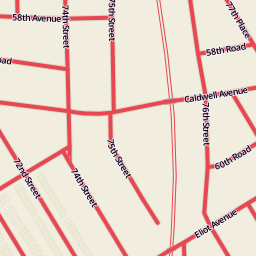 58th Avenue
74th Street
75th Street
77th Place
58th Road
oad
Caldwell Avenue
76th Street
75th Street
60th Road
72nd Street
74th Street
Eliot Avenue